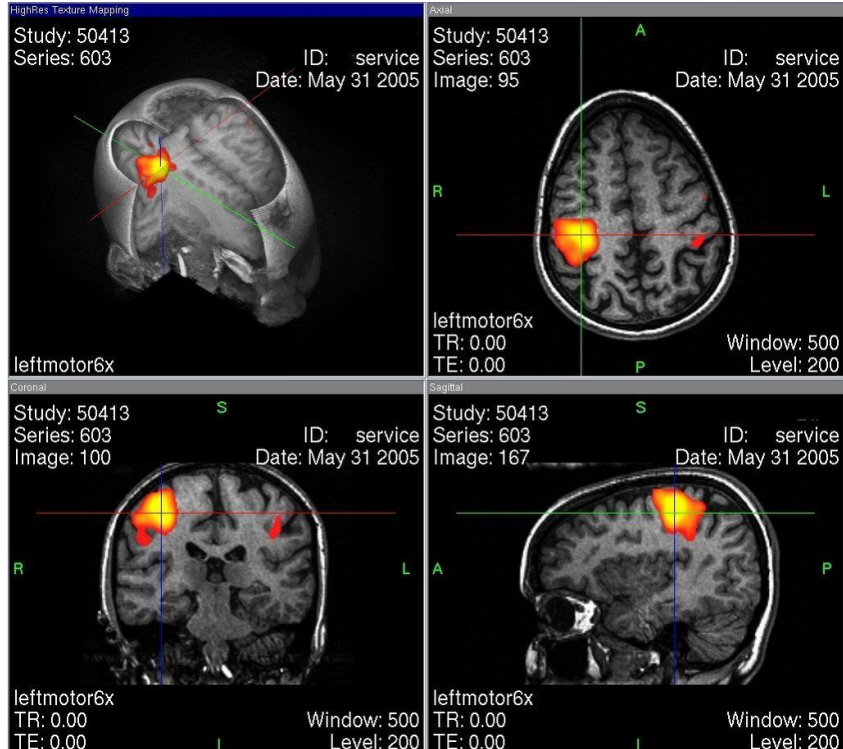 HighRes Texture Mapping
Study: 50413
Series: 603 ID: service
Date: May 31 2005
leftmotor6x
Axial
Study: 50413 A
Series: 603 ID: service
Image: 95 Date: May 31 2005
R L
leftmotor6x
TR: 0.00 Window: 500
TE: 0.00 P Level: 200
Coronal
Study: 50413 S
Series: 603 ID: service
Image: 100 Date: May 31 2005
R L
leftmotor6x
TR: 0.00 Window: 500
TE: 0.00 I Level: 200
Sagittal
Study: 50413 S
Series: 603 ID: service
Image: 167 Date: May 31 2005
A P
leftmotor6x
TR: 0.00 Window: 500
TE: 0.00 I Level: 200